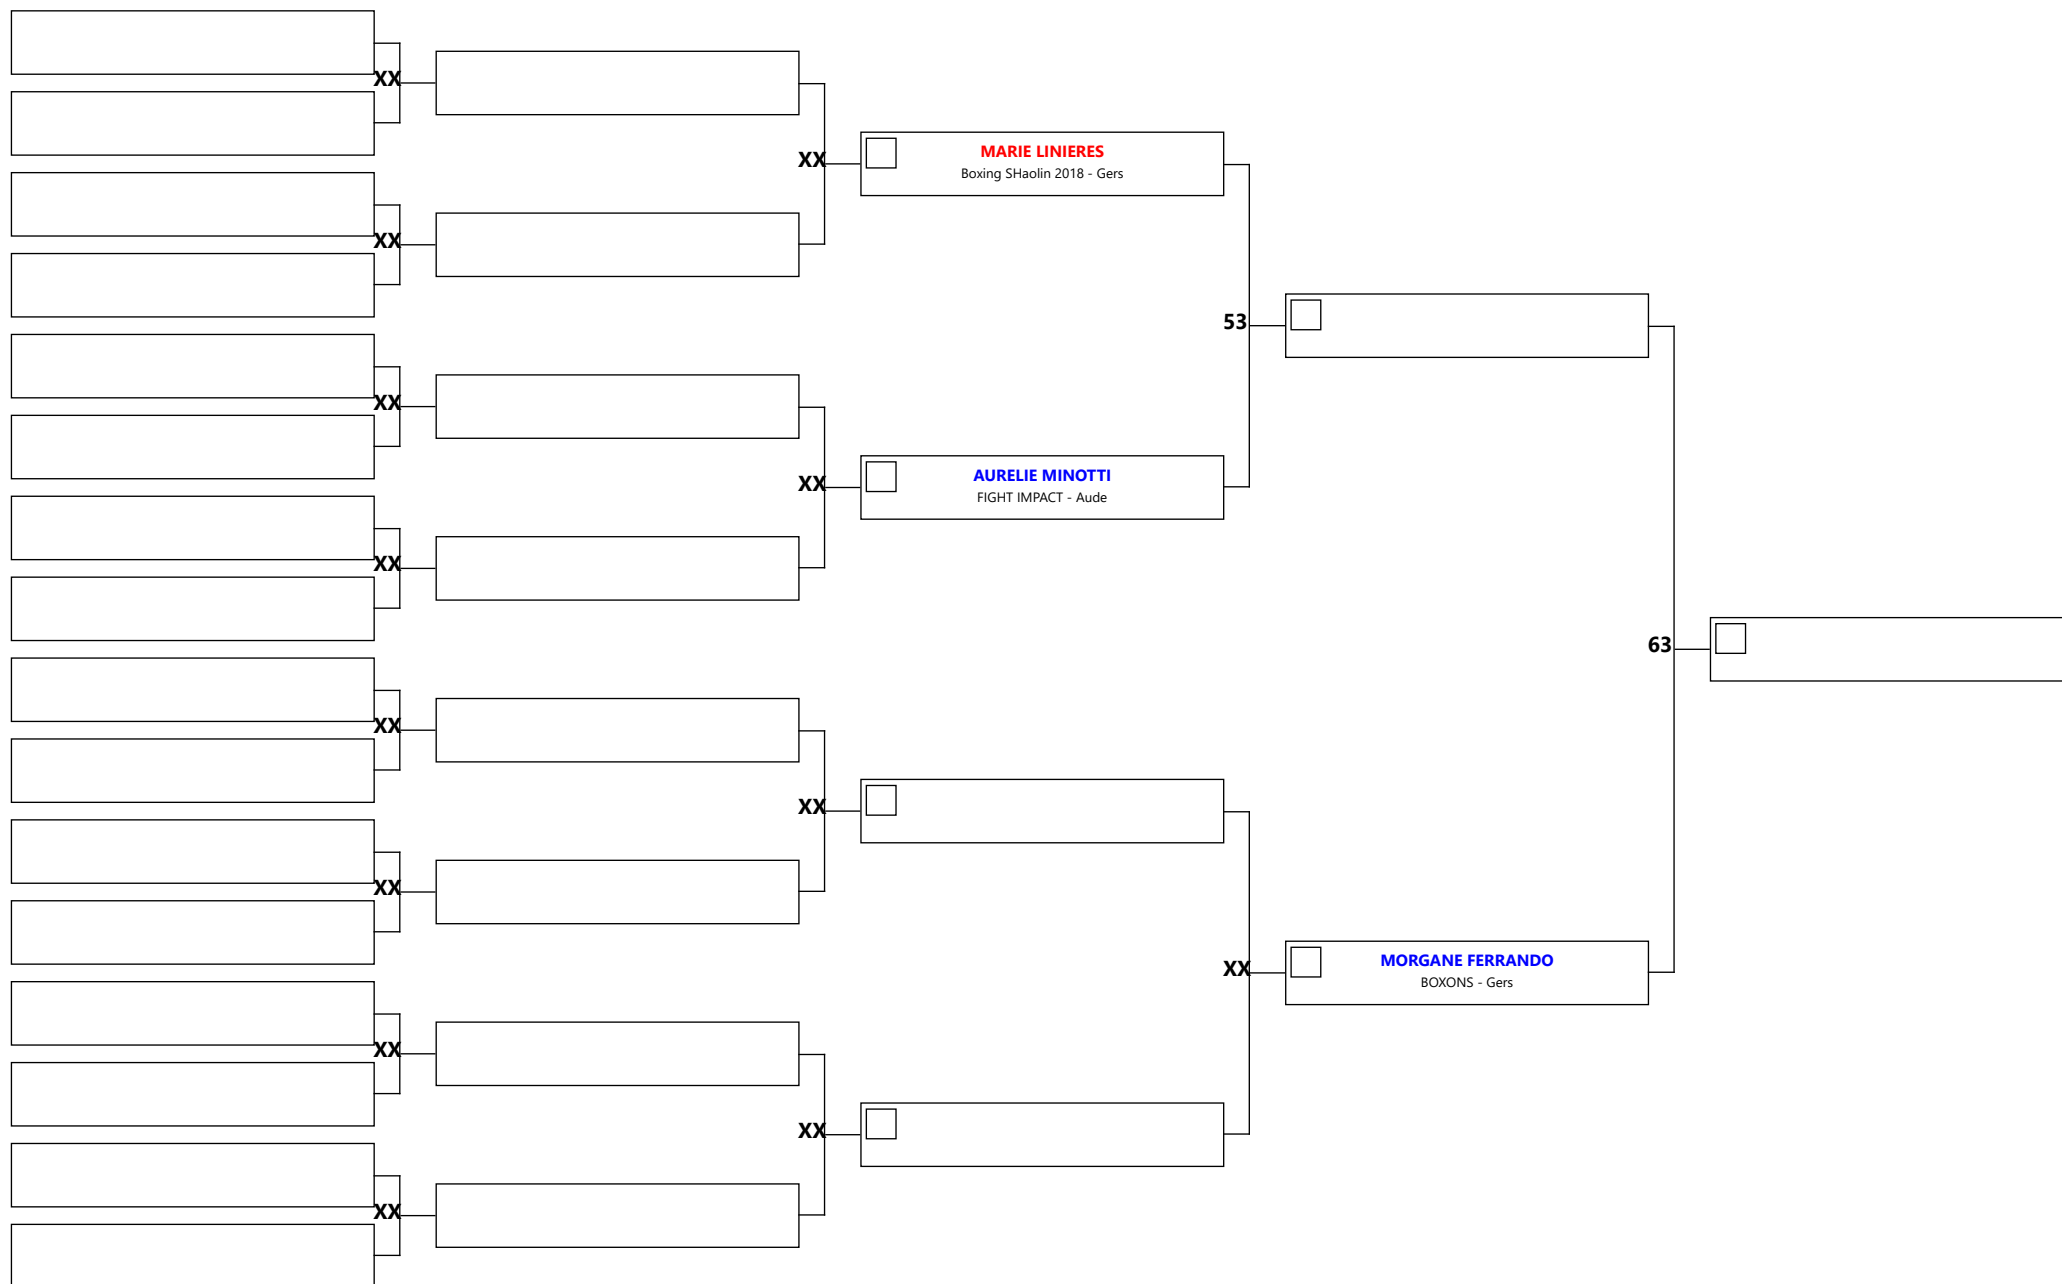 XX
XX
MARIE LINIERES
Boxing SHaolin 2018 - Gers
XX
53
XX
XX
AURELIE MINOTTI
FIGHT IMPACT - Aude
XX
63
XX
XX
XX
MORGANE FERRANDO
BOXONS - Gers
XX
XX
XX
XX